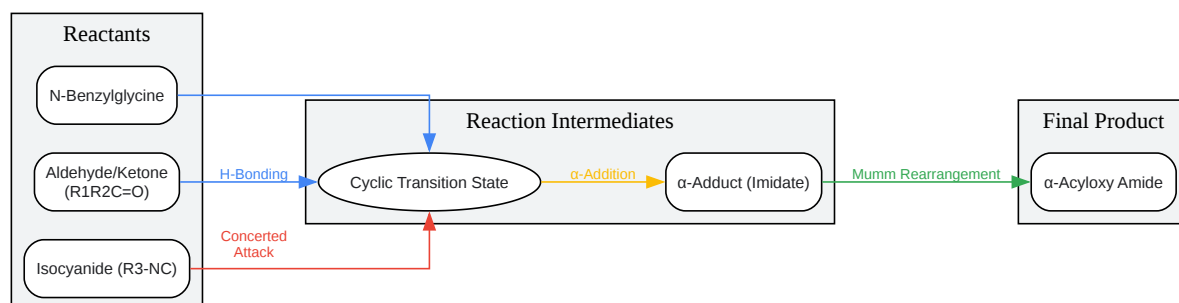 Reactants
N-Benzylglycine
Aldehyde/Ketone
(R1R2C=O)
Isocyanide (R3-NC)
H-Bonding
Concerted
Attack
Reaction Intermediates
Cyclic Transition State
α-Addition
α-Adduct (Imidate)
Mumm Rearrangement
Final Product
α-Acyloxy Amide